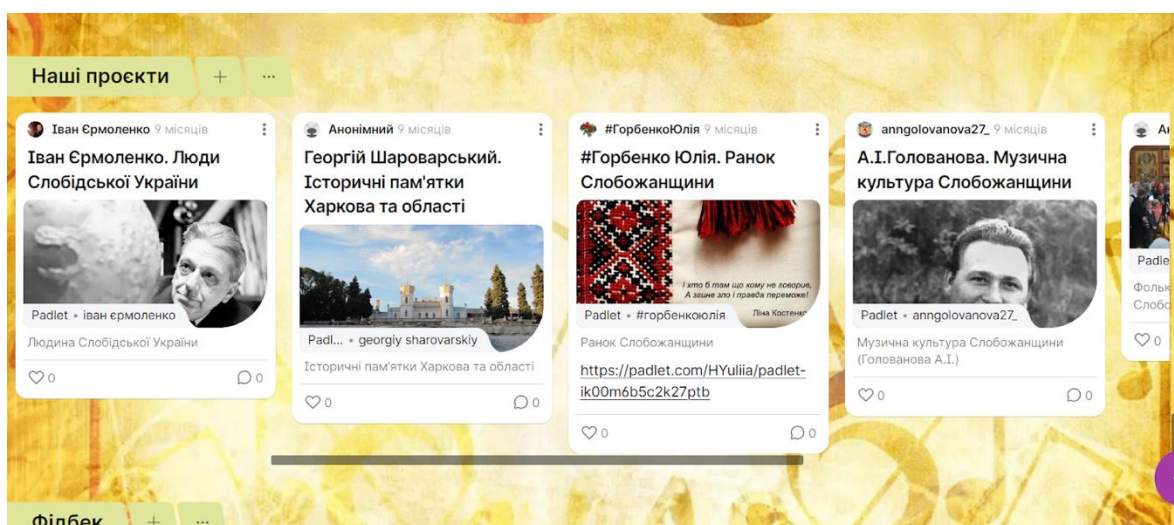 Наші проєкти
Іван Єрмоленко 9 місяців
Іван Єрмоленко. Люди
Слобідської України
Padlet • іван єрмоленко
Людина Слобідської України
0 0
Анонімний 9 місяців
Георгій Шароварський.
Історичні пам'ятки
Харкова та області
Padl... • georgiy sharovarskiy
Історичні пам'ятки Харкова та області
0 0
#ГорбенкоЮлія 9 місяців
#Горбенко Юлія. Ранок
Слобожанщини
І хто б там що кому не говорив,
А згине зло і правда переможе!
Ліна Костенко
Padlet • #горбенкоюлія
Ранок Слобожанщини
https://padlet.com/HYuliia/padlet-
ik00m6b5c2k27ptb
0 0
anngolovanova27_ 9 місяців
А.І.Голованова. Музична
культура Слобожанщини
Padlet • anngolovanova27_
Музична культура Слобожанщини
(Голованова А.І.)
0 0
Padle
Фольк
Слобо
0
Фідбек